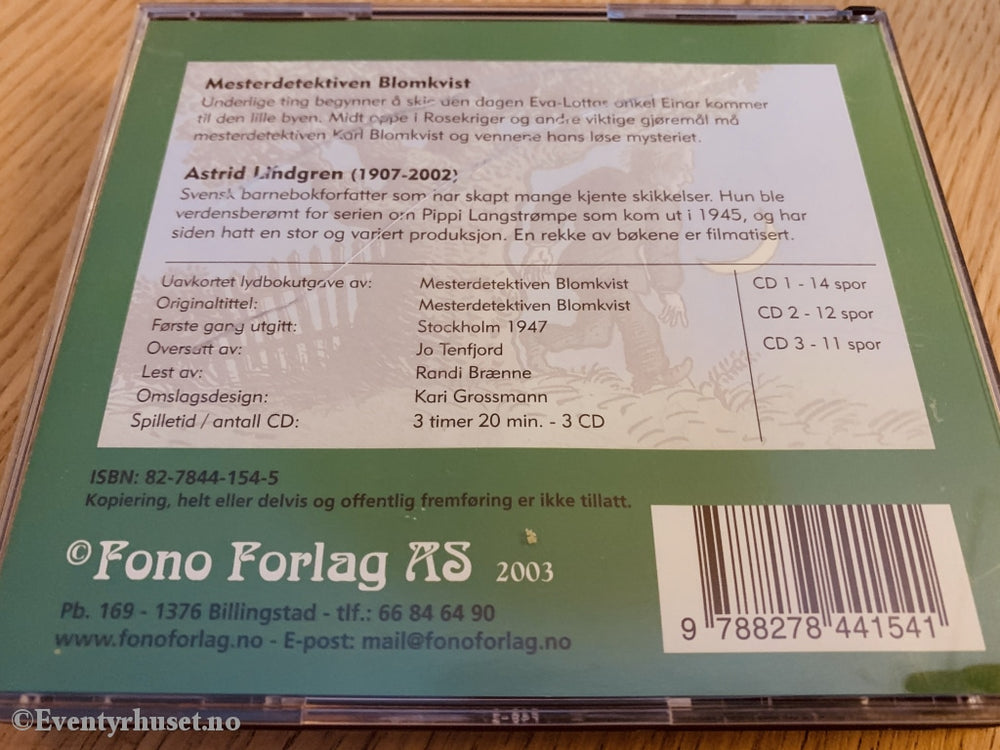 Mesterdetektiven Blomkvist
Underlige ting begynner å skje den dagen Eva-Lottas onkel Einar kommer
til den lille byen. Midt oppe i Rosekriger og andre viktige gjøremål må
mesterdetektiven Karl Blomkvist og vennene hans løse mysteriet.
Astrid Lindgren (1907-2002)
Svensk barnebokforfatter som har skapt mange kjente skikkelser. Hun ble
verdensberømt for serien om Pippi Langstrømpe som kom ut i 1945, og har
siden hatt en stor og variert produksjon. En rekke av bøkene er filmatisert.
Uavkortet lydbokutgave av: Mesterdetektiven Blomkvist
Originaltittel: Mesterdetektiven Blomkvist
Første gang utgitt: Stockholm 1947
Oversatt av: Jo Tenfjord
Lest av: Randi Brænne
Omslagsdesign: Kari Grossmann
Spilletid / antall CD: 3 timer 20 min. - 3 CD
CD 1 - 14 spor
CD 2 - 12 spor
CD 3 - 11 spor
ISBN: 82-7844-154-5
Kopiering, helt eller delvis og offentlig fremføring er ikke tillatt.
©Fono Forlag AS 2003
Pb. 169 - 1376 Billingstad - tlf.: 66 84 64 90
www.fonoforlag.no - E-post: mail@fonoforlag.no
9 788278 441541
©Eventyrhuset.no